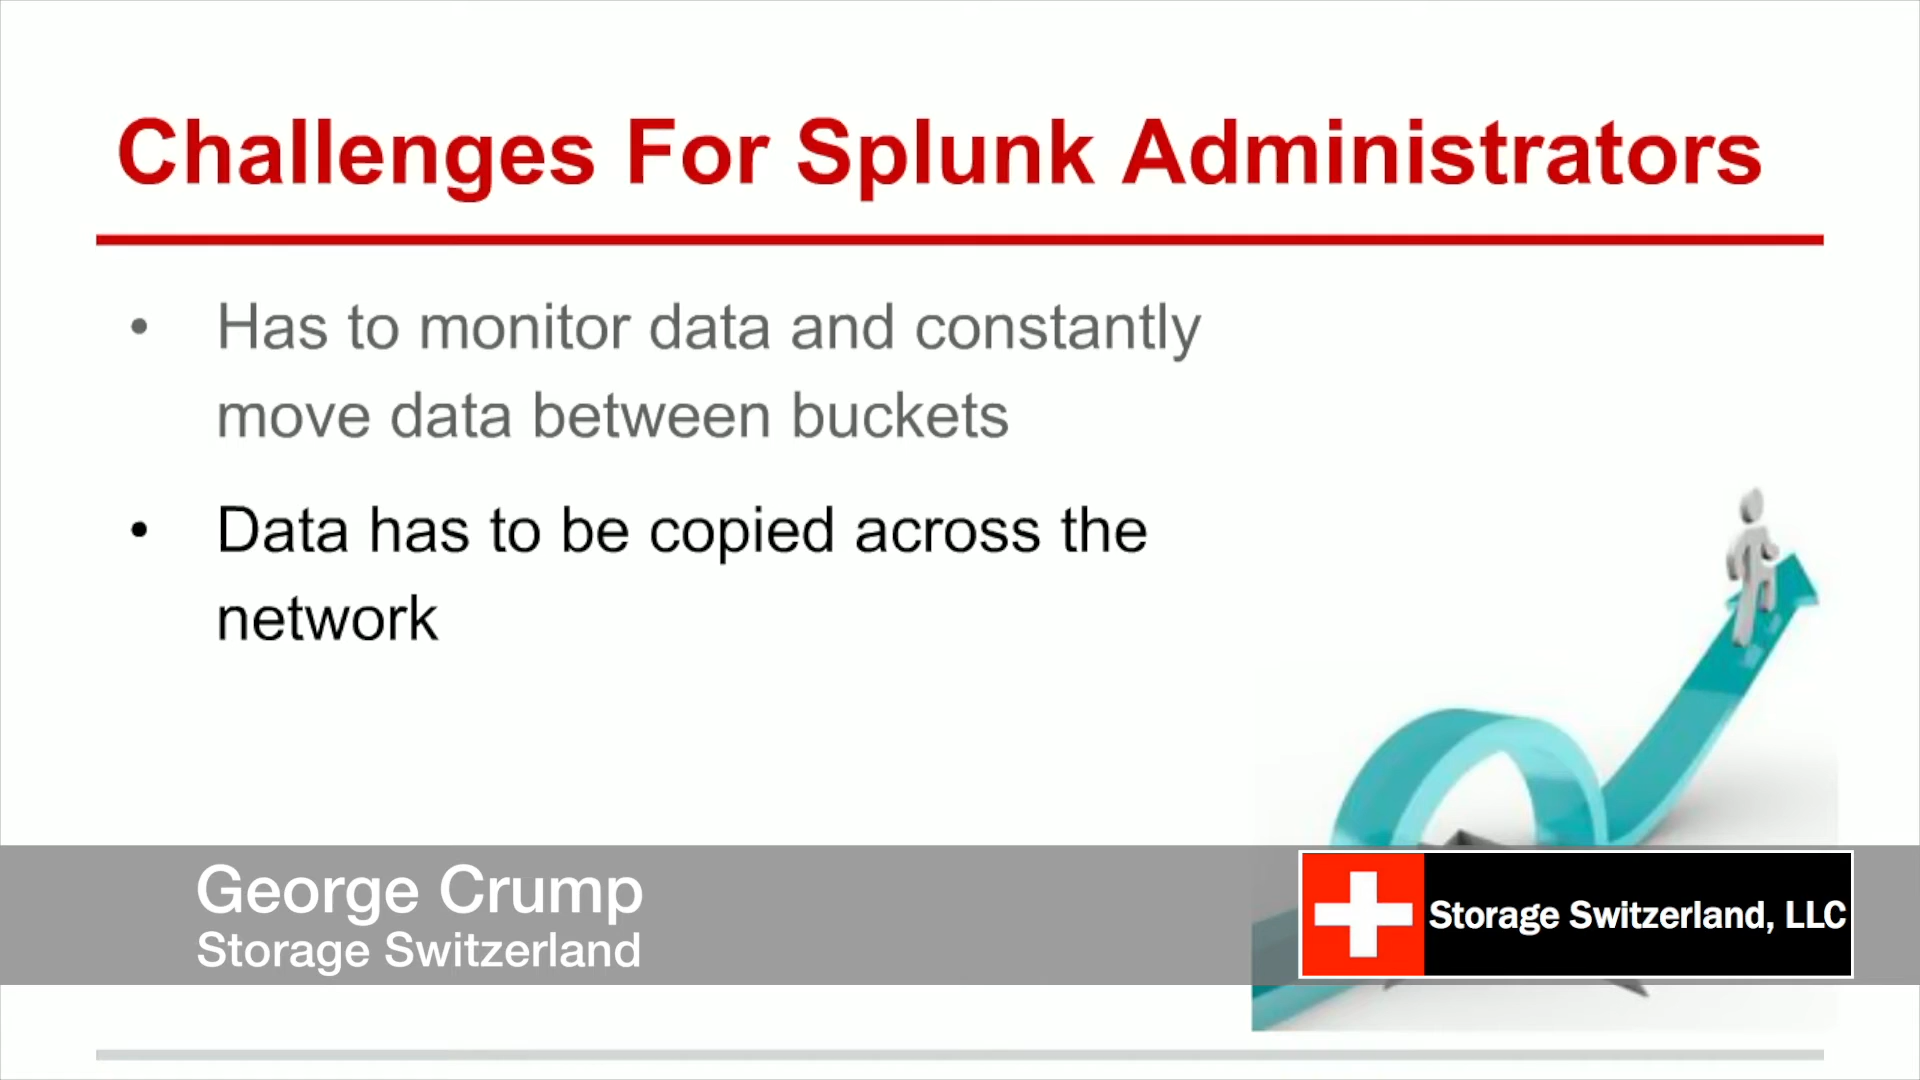 Challenges For Splunk Administrators
• Has to monitor data and constantly
move data between buckets
• Data has to be copied across the
network
George Crump
Storage Switzerland
Storage Switzerland, LLC